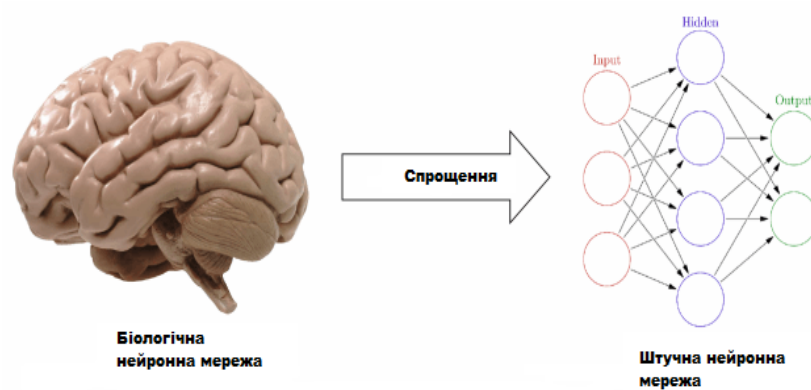 Hidden
Input
Output
Спрощення
Біологічна
нейронна мережа
Штучна нейронна
мережа